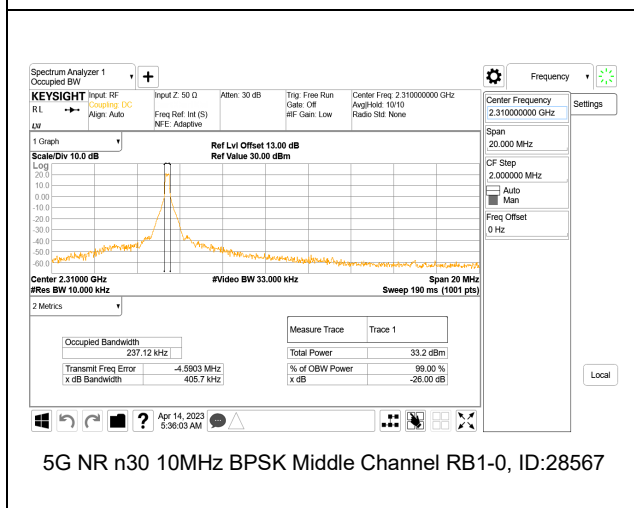 Spectrum Analyzer 1
Occupied BW
Frequency
KEYSIGHT
Input: RF
Input Z: 50 Ω
Atten: 30 dB
Trig: Free Run
Center Freq: 2.310000000 GHz
RL
Coupling: DC
Gate: Off
Avg|Hold: 10/10
Align: Auto
Freq Ref: Int (S)
#IF Gain: Low
Radio Std: None
NFE: Adaptive
LXI
Center Frequency
2.310000000 GHz
Settings
Span
20.000 MHz
CF Step
2.000000 MHz
Auto
Man
Freq Offset
0 Hz
1 Graph
Ref Lvl Offset 13.00 dB
Scale/Div 10.0 dB
Ref Value 30.00 dBm
Log
20.0
10.0
0.00
-10.0
-20.0
-30.0
-40.0
-50.0
-60.0
Center 2.31000 GHz
#Video BW 33.000 kHz
Span 20 MHz
#Res BW 10.000 kHz
Sweep 190 ms (1001 pts)
2 Metrics
Measure Trace
Trace 1
Occupied Bandwidth
237.12 kHz
Total Power
33.2 dBm
Transmit Freq Error
-4.5903 MHz
% of OBW Power
99.00 %
x dB Bandwidth
405.7 kHz
x dB
-26.00 dB
Local
?
Apr 14, 2023
5:36:03 AM
5G NR n30 10MHz BPSK Middle Channel RB1-0, ID:28567